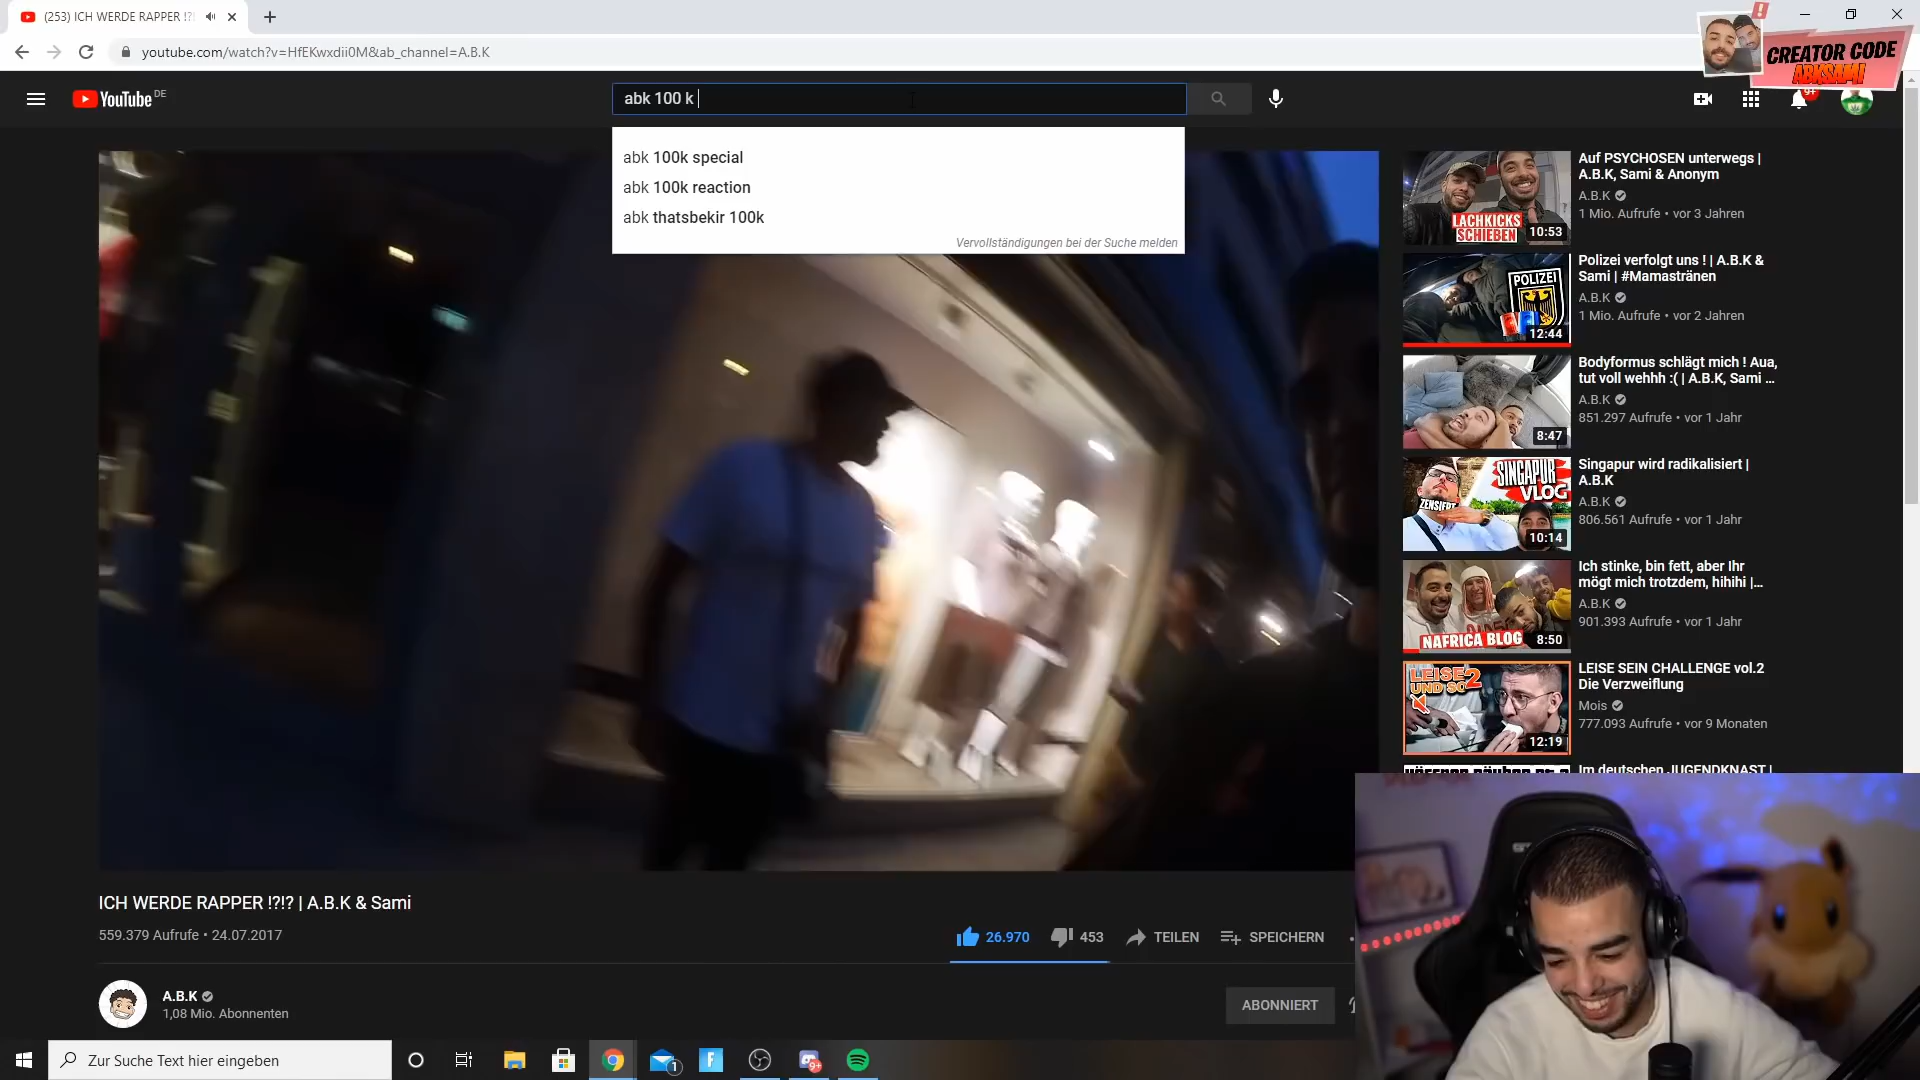 (253) ICH WERDE RAPPER !?!
CREATOR CODE
ABKSAMI
youtube.com/watch?v=HfEKwxdii0M&ab_channel=A.B.K
YouTube DE
abk 100 k
9+
abk 100k special
abk 100k reaction
abk thatsbekir 100k
Vervollständigungen bei der Suche melden
Auf PSYCHOSEN unterwegs |
A.B.K, Sami & Anonym
A.B.K
1 Mio. Aufrufe • vor 3 Jahren
LACHKICKS
SCHIEBEN
10:53
Polizei verfolgt uns ! | A.B.K &
Sami | #Mamastränen
A.B.K
1 Mio. Aufrufe • vor 2 Jahren
POLIZEI
12:44
Bodyformus schlägt mich ! Aua,
tut voll wehhh :( | A.B.K, Sami ...
A.B.K
851.297 Aufrufe • vor 1 Jahr
8:47
Singapur wird radikalisiert |
A.B.K
A.B.K
806.561 Aufrufe • vor 1 Jahr
SINGAPUR
VLOG
ZENSIERT
10:14
Ich stinke, bin fett, aber Ihr
mögt mich trotzdem, hihihi |...
A.B.K
901.393 Aufrufe • vor 1 Jahr
NAFRICA BLOG
8:50
LEISE SEIN CHALLENGE vol.2
Die Verzweiflung
Mois
777.093 Aufrufe • vor 9 Monaten
LEISE
UND SO 2
12:19
Im deutschen JUGENDKNAST |
ICH WERDE RAPPER !?!? | A.B.K & Sami
559.379 Aufrufe • 24.07.2017
26.970
453
TEILEN
SPEICHERN
A.B.K
1,08 Mio. Abonnenten
ABONNIERT
Zur Suche Text hier eingeben
1
9+